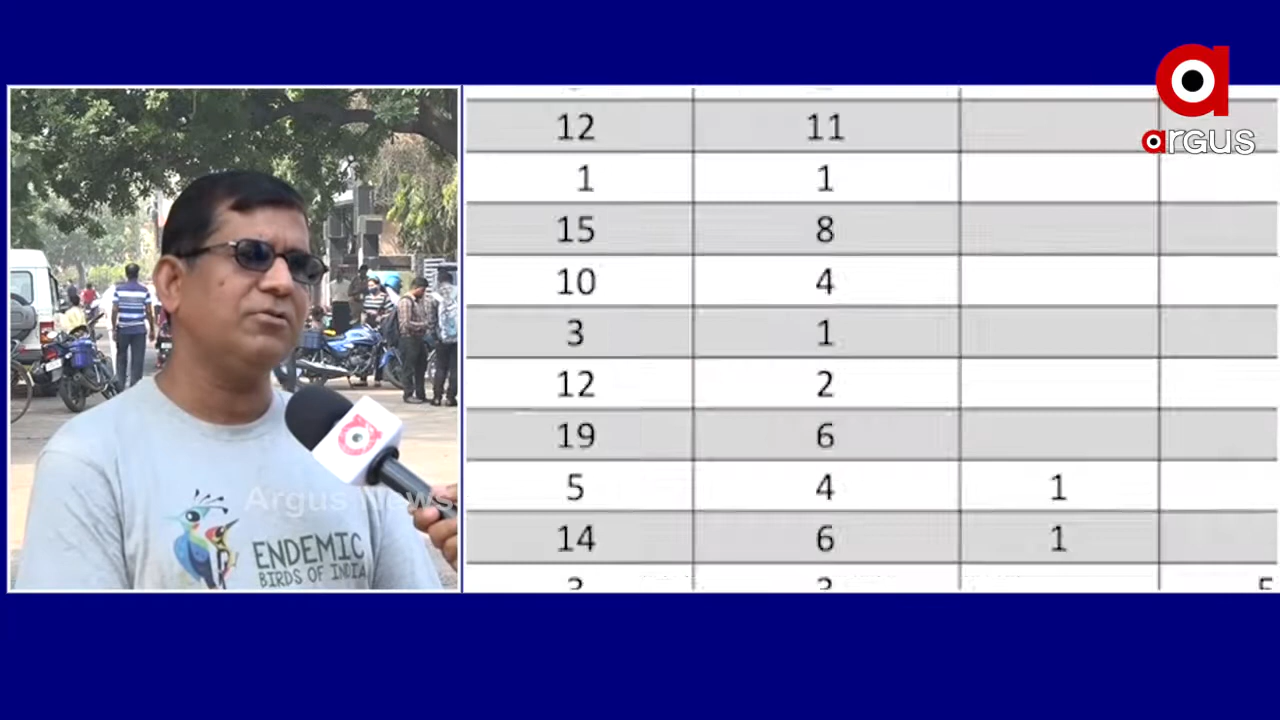 argus
12 11
1 1
15 8
10 4
3 1
12 2
19 6
5 4 1
14 6 1
Argus News
ENDEMIC
BIRDS OF INDIA